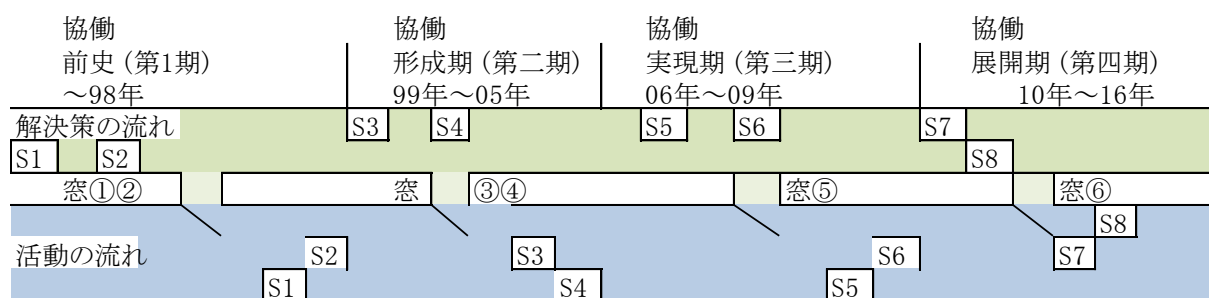 協働 協働 協働 協働
前史（第1期） 形成期（第二期） 実現期（第三期） 展開期（第四期）
～98年 99年～05年 06年～09年 10年～16年
解決策の流れ S3 S4 S5 S6 S7
S1 S2 S8
窓①② 窓 ③④ 窓⑤ 窓⑥
S8
活動の流れ S2 S3 S6 S7
S1 S4 S5